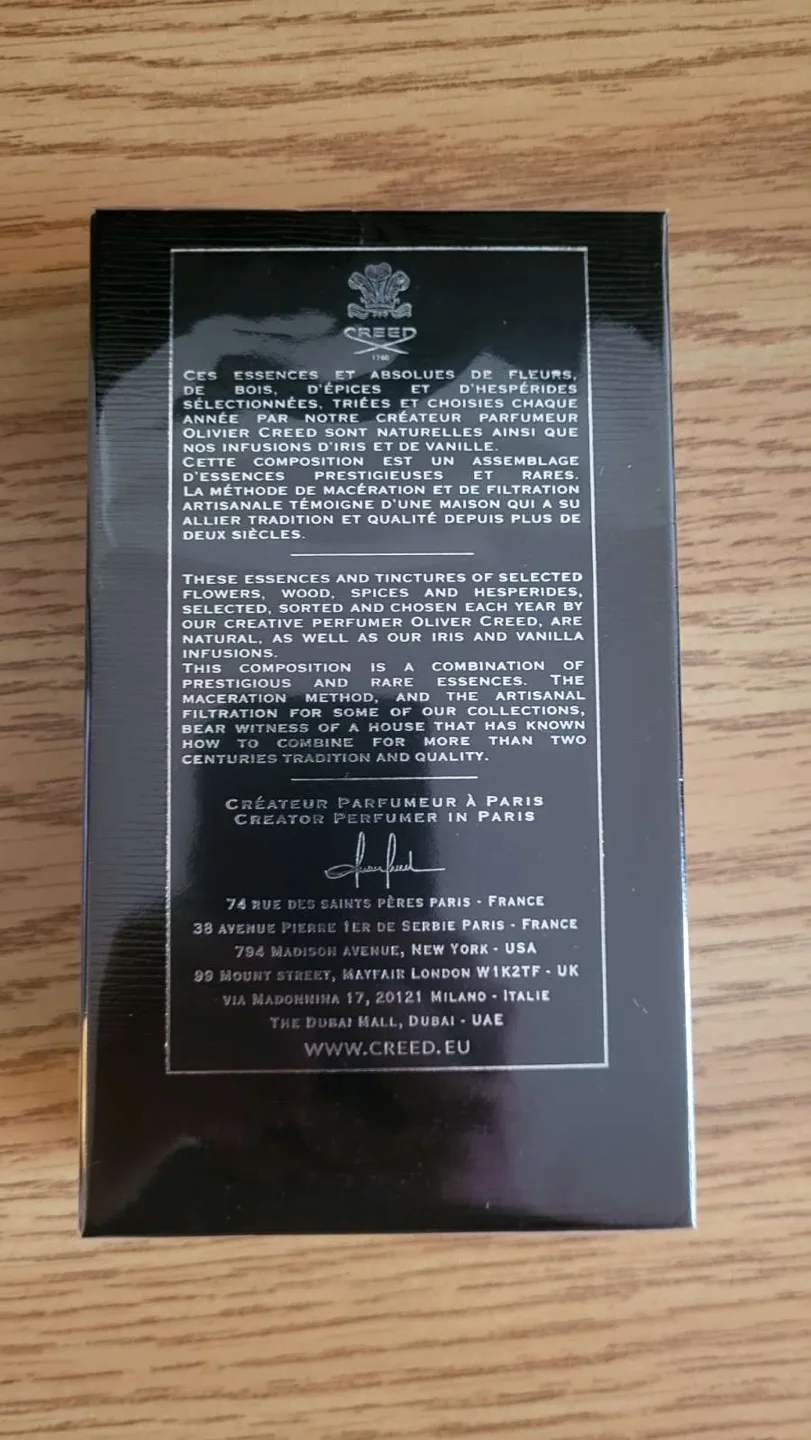 CREED
1760
CES ESSENCES ET ABSOLUES DE FLEURS,
DE BOIS, D'ÉPICES ET D'HESPÉRIDES
SÉLECTIONNÉES, TRIÉES ET CHOISIES CHAQUE
ANNÉE PAR NOTRE CRÉATEUR PARFUMEUR
OLIVIER CREED SONT NATURELLES AINSI QUE
NOS INFUSIONS D'IRIS ET DE VANILLE.
CETTE COMPOSITION EST UN ASSEMBLAGE
D'ESSENCES PRESTIGIEUSES ET RARES.
LA MÉTHODE DE MACÉRATION ET DE FILTRATION
ARTISANALE TÉMOIGNE D'UNE MAISON QUI A SU
ALLIER TRADITION ET QUALITÉ DEPUIS PLUS DE
DEUX SIÈCLES.
THESE ESSENCES AND TINCTURES OF SELECTED
FLOWERS, WOOD, SPICES AND HESPERIDES,
SELECTED, SORTED AND CHOSEN EACH YEAR BY
OUR CREATIVE PERFUMER OLIVER CREED, ARE
NATURAL, AS WELL AS OUR IRIS AND VANILLA
INFUSIONS.
THIS COMPOSITION IS A COMBINATION OF
PRESTIGIOUS AND RARE ESSENCES. THE
MACERATION METHOD, AND THE ARTISANAL
FILTRATION FOR SOME OF OUR COLLECTIONS,
BEAR WITNESS OF A HOUSE THAT HAS KNOWN
HOW TO COMBINE FOR MORE THAN TWO
CENTURIES TRADITION AND QUALITY.
CRÉATEUR PARFUMEUR À PARIS
CREATOR PERFUMER IN PARIS
74 RUE DES SAINTS PÈRES PARIS - FRANCE
38 AVENUE PIERRE 1ER DE SERBIE PARIS - FRANCE
794 MADISON AVENUE, NEW YORK - USA
99 MOUNT STREET, MAYFAIR LONDON W1K2TF - UK
VIA MADONNINA 17, 20121 MILANO - ITALIE
THE DUBAI MALL, DUBAI - UAE
WWW.CREED.EU